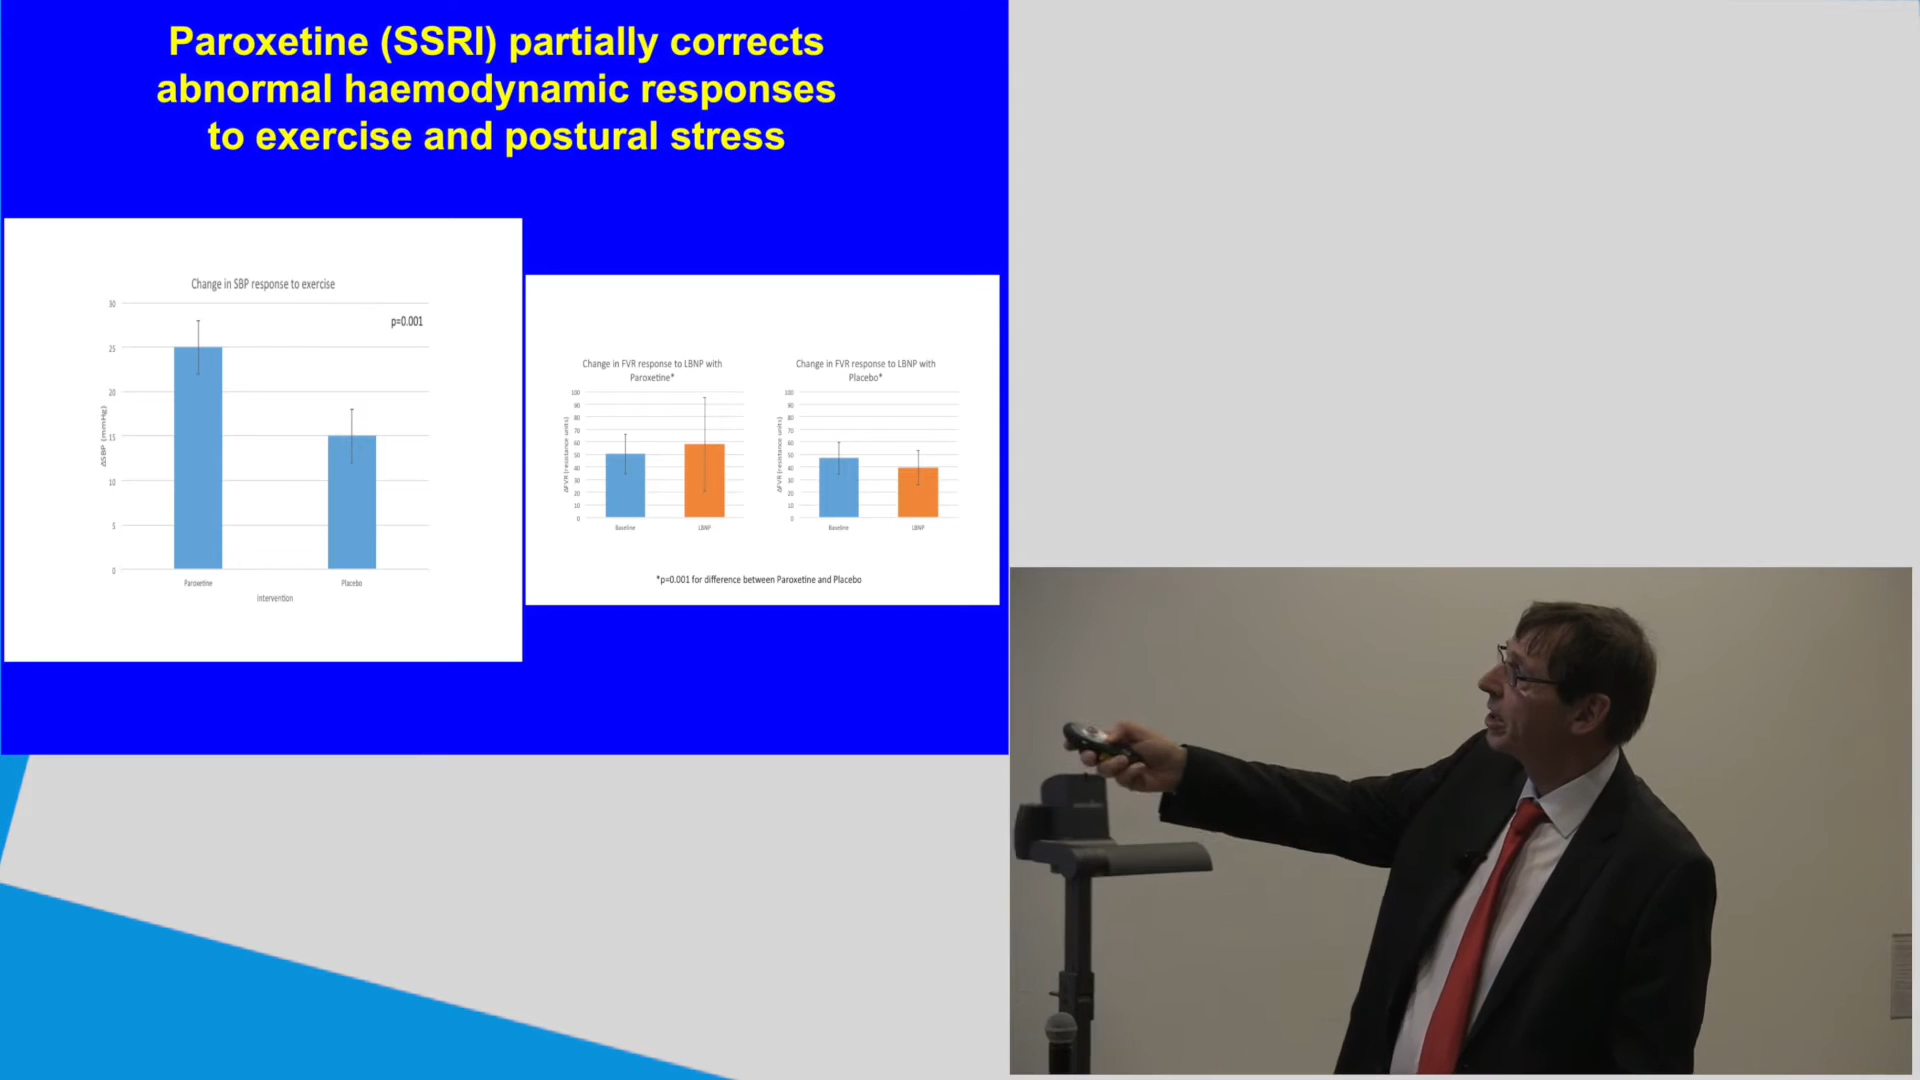 Paroxetine (SSRI) partially corrects
abnormal haemodynamic responses
to exercise and postural stress
Change in SBP response to exercise
p=0.001
30
25
20
15
10
5
0
ΔSBP (mmHg)
Paroxetine
Placebo
Intervention
Change in FVR response to LBNP with
Paroxetine*
100
90
80
70
60
50
40
30
20
10
0
ΔFVR (resistance units)
Baseline
LBNP
Change in FVR response to LBNP with
Placebo*
100
90
80
70
60
50
40
30
20
10
0
ΔFVR (resistance units)
Baseline
LBNP
*p=0.001 for difference between Paroxetine and Placebo